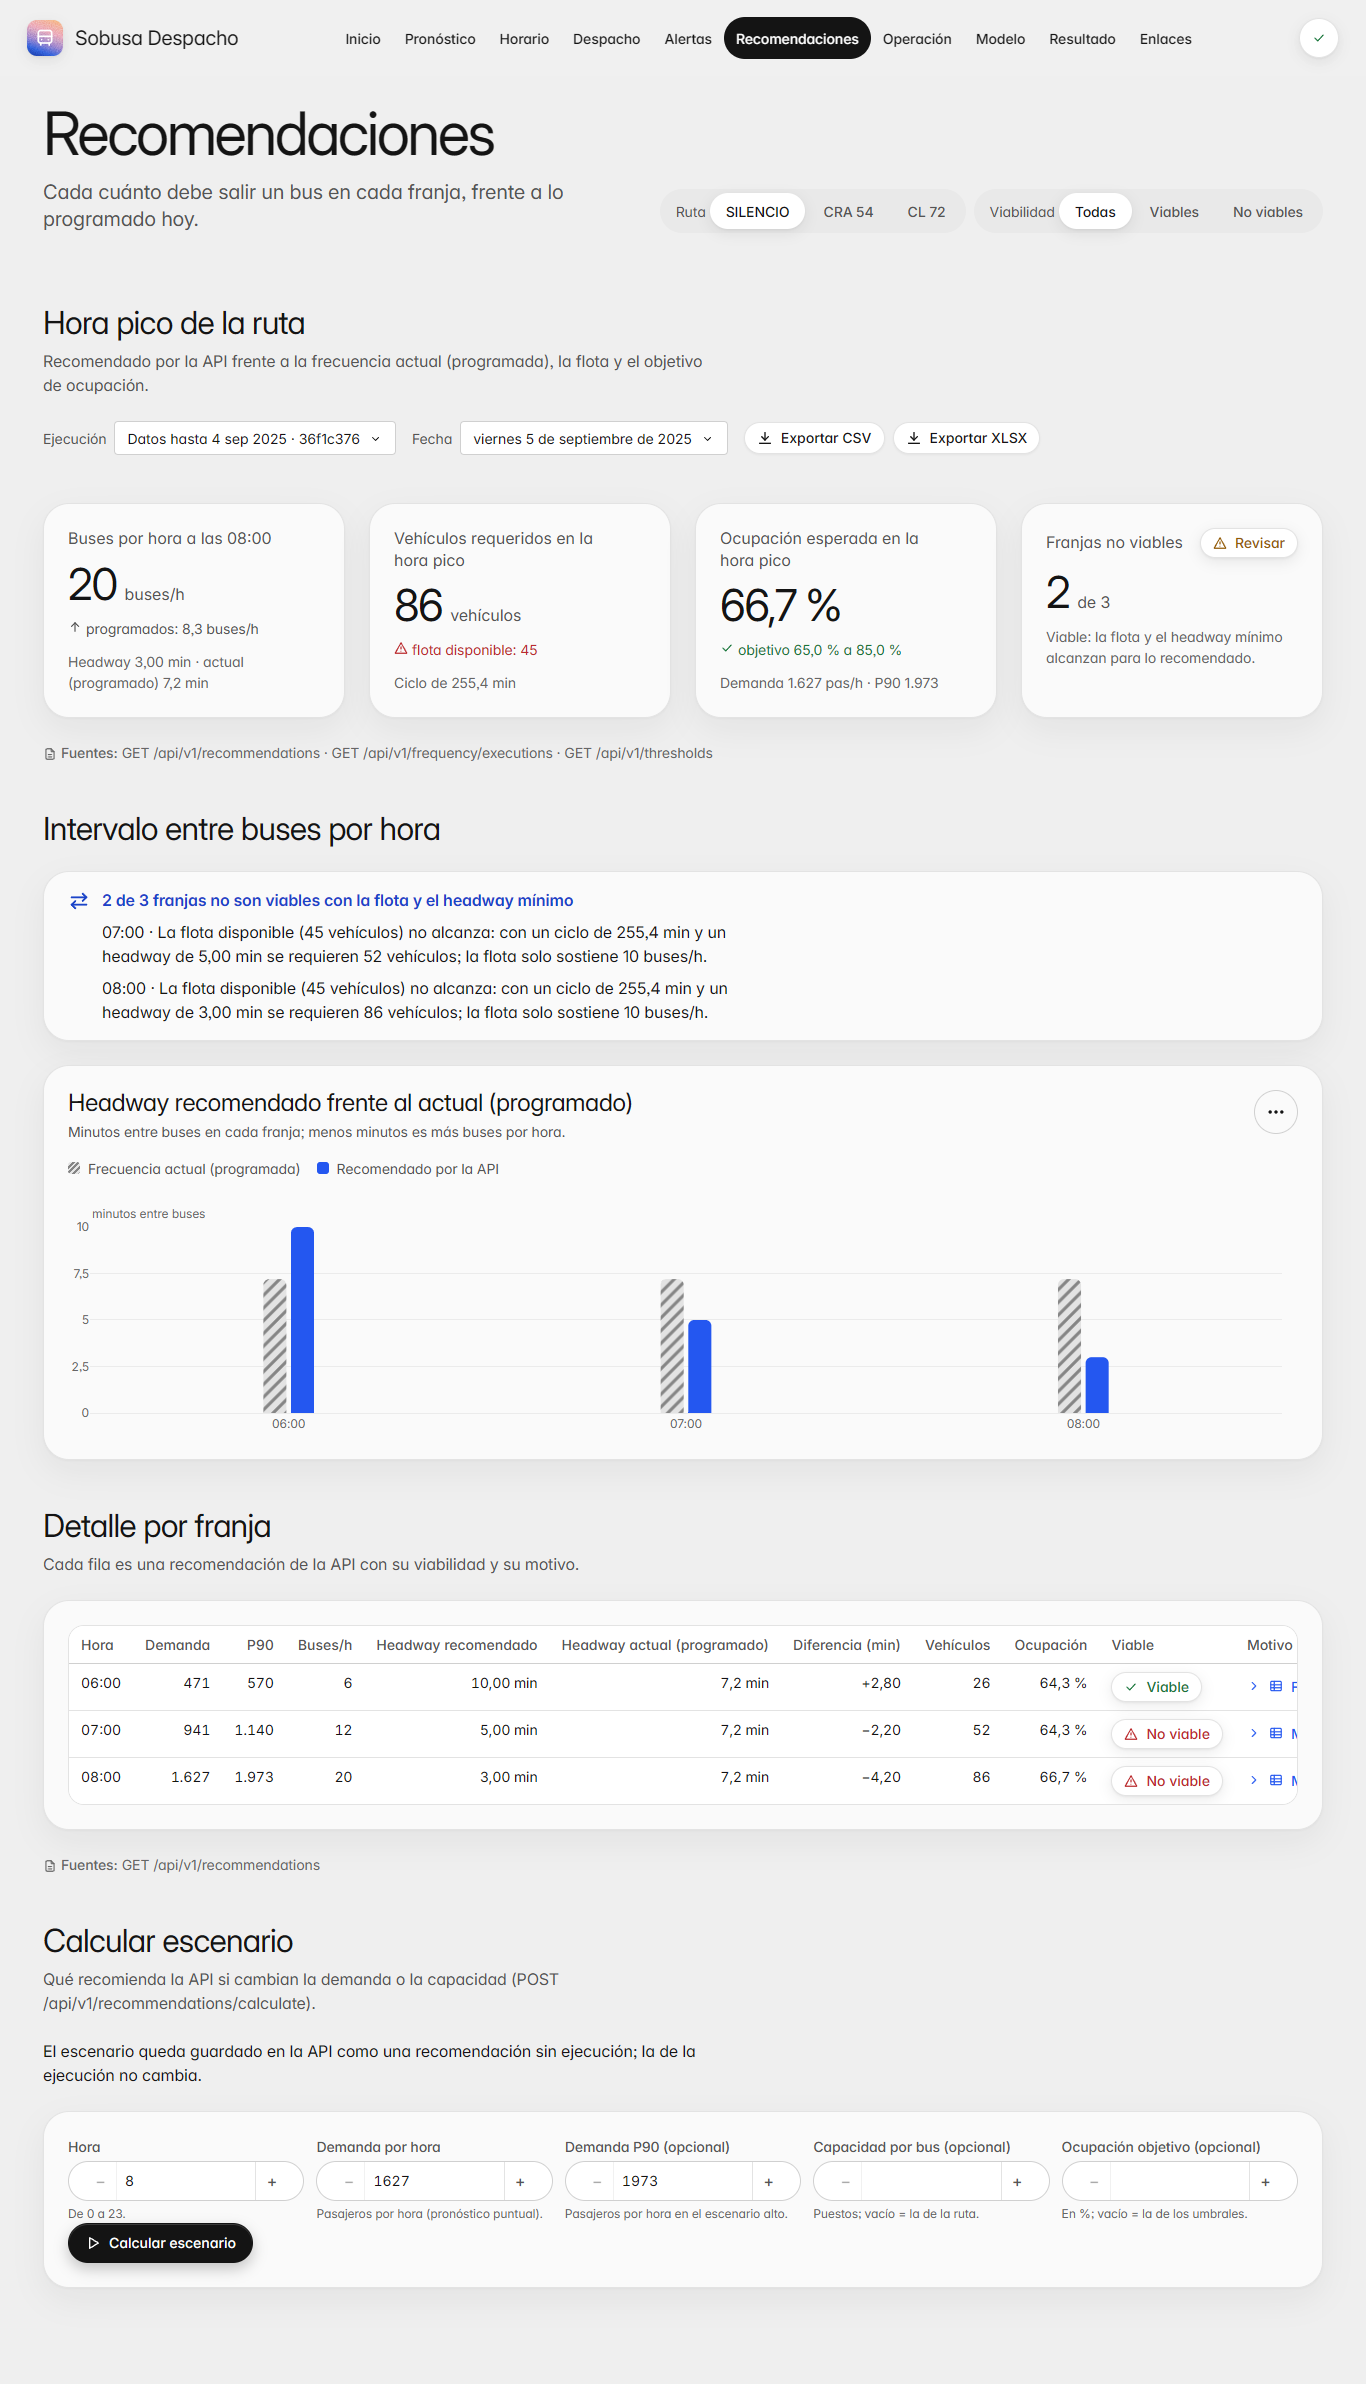 Sobusa Despacho
Inicio Pronóstico Horario Despacho Alertas Recomendaciones Operación Modelo Resultado Enlaces
Recomendaciones
Cada cuánto debe salir un bus en cada franja, frente a lo
programado hoy.
Ruta SILENCIO CRA 54 CL 72 Viabilidad Todas Viables No viables
Hora pico de la ruta
Recomendado por la API frente a la frecuencia actual (programada), la flota y el objetivo
de ocupación.
Ejecución Datos hasta 4 sep 2025 · 36f1c376 Fecha viernes 5 de septiembre de 2025 Exportar CSV Exportar XLSX
Buses por hora a las 08:00
20 buses/h
programados: 8,3 buses/h
Headway 3,00 min · actual
(programado) 7,2 min
Vehículos requeridos en la
hora pico
86 vehículos
flota disponible: 45
Ciclo de 255,4 min
Ocupación esperada en la
hora pico
66,7 %
objetivo 65,0 % a 85,0 %
Demanda 1.627 pas/h · P90 1.973
Franjas no viables Revisar
2 de 3
Viable: la flota y el headway mínimo
alcanzan para lo recomendado.
Fuentes: GET /api/v1/recommendations · GET /api/v1/frequency/executions · GET /api/v1/thresholds
Intervalo entre buses por hora
2 de 3 franjas no son viables con la flota y el headway mínimo
07:00 · La flota disponible (45 vehículos) no alcanza: con un ciclo de 255,4 min y un
headway de 5,00 min se requieren 52 vehículos; la flota solo sostiene 10 buses/h.
08:00 · La flota disponible (45 vehículos) no alcanza: con un ciclo de 255,4 min y un
headway de 3,00 min se requieren 86 vehículos; la flota solo sostiene 10 buses/h.
Headway recomendado frente al actual (programado)
Minutos entre buses en cada franja; menos minutos es más buses por hora.
Frecuencia actual (programada) Recomendado por la API
minutos entre buses
10
7,5
5
2,5
0
06:00 07:00 08:00
Detalle por franja
Cada fila es una recomendación de la API con su viabilidad y su motivo.
Hora Demanda P90 Buses/h Headway recomendado Headway actual (programado) Diferencia (min) Vehículos Ocupación Viable Motivo
06:00 471 570 6 10,00 min 7,2 min +2,80 26 64,3 % Viable
07:00 941 1.140 12 5,00 min 7,2 min −2,20 52 64,3 % No viable
08:00 1.627 1.973 20 3,00 min 7,2 min −4,20 86 66,7 % No viable
Fuentes: GET /api/v1/recommendations
Calcular escenario
Qué recomienda la API si cambian la demanda o la capacidad (POST
/api/v1/recommendations/calculate).
El escenario queda guardado en la API como una recomendación sin ejecución; la de la
ejecución no cambia.
Hora Demanda por hora Demanda P90 (opcional) Capacidad por bus (opcional) Ocupación objetivo (opcional)
− 8 + − 1627 + − 1973 + − + − +
De 0 a 23. Pasajeros por hora (pronóstico puntual). Pasajeros por hora en el escenario alto. Puestos; vacío = la de la ruta. En %; vacío = la de los umbrales.
Calcular escenario